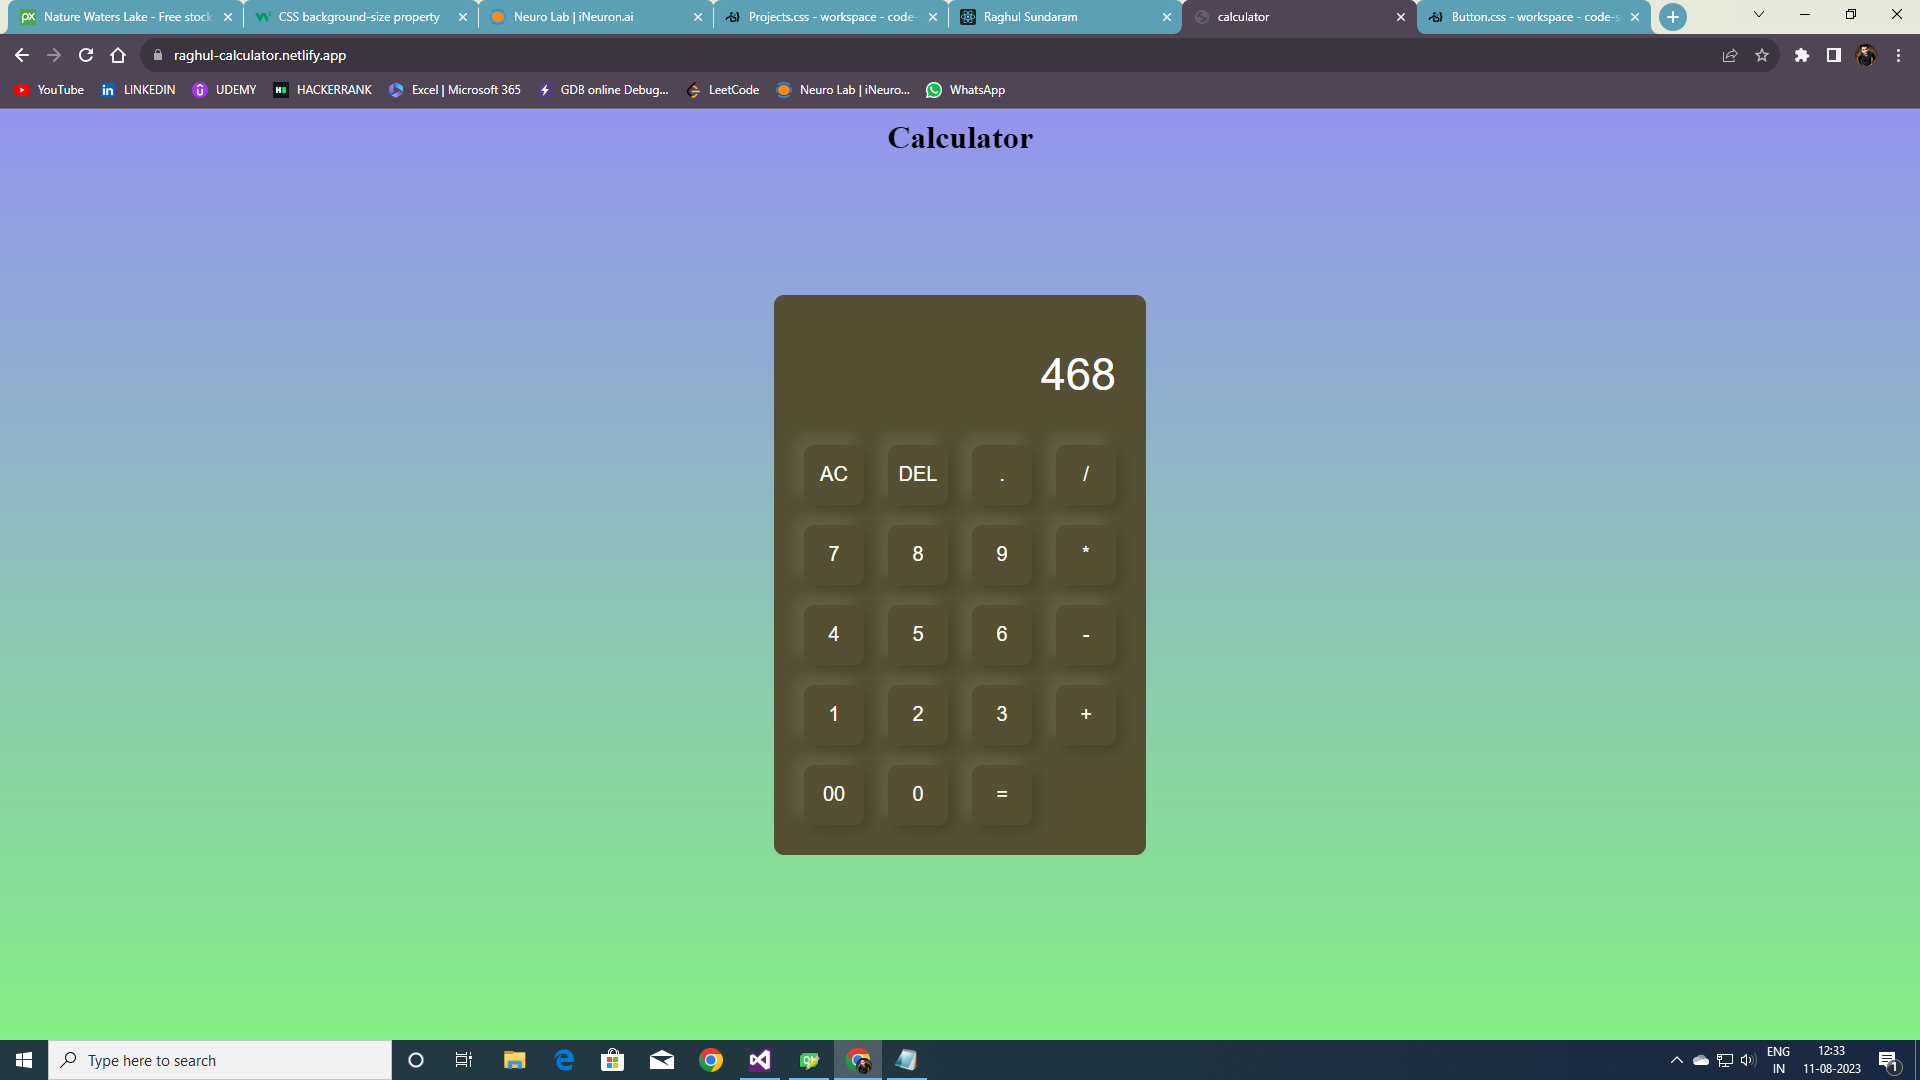 Nature Waters Lake - Free stock
CSS background-size property
Neuro Lab | iNeuron.ai
Projects.css - workspace - code-
Raghul Sundaram
calculator
Button.css - workspace - code-s
raghul-calculator.netlify.app
YouTube
LINKEDIN
UDEMY
HACKERRANK
Excel | Microsoft 365
GDB online Debug...
LeetCode
Neuro Lab | iNeuro...
WhatsApp
Calculator
468
AC DEL . /
7 8 9 *
4 5 6 -
1 2 3 +
00 0 =
Type here to search
ENG
IN
12:33
11-08-2023
1